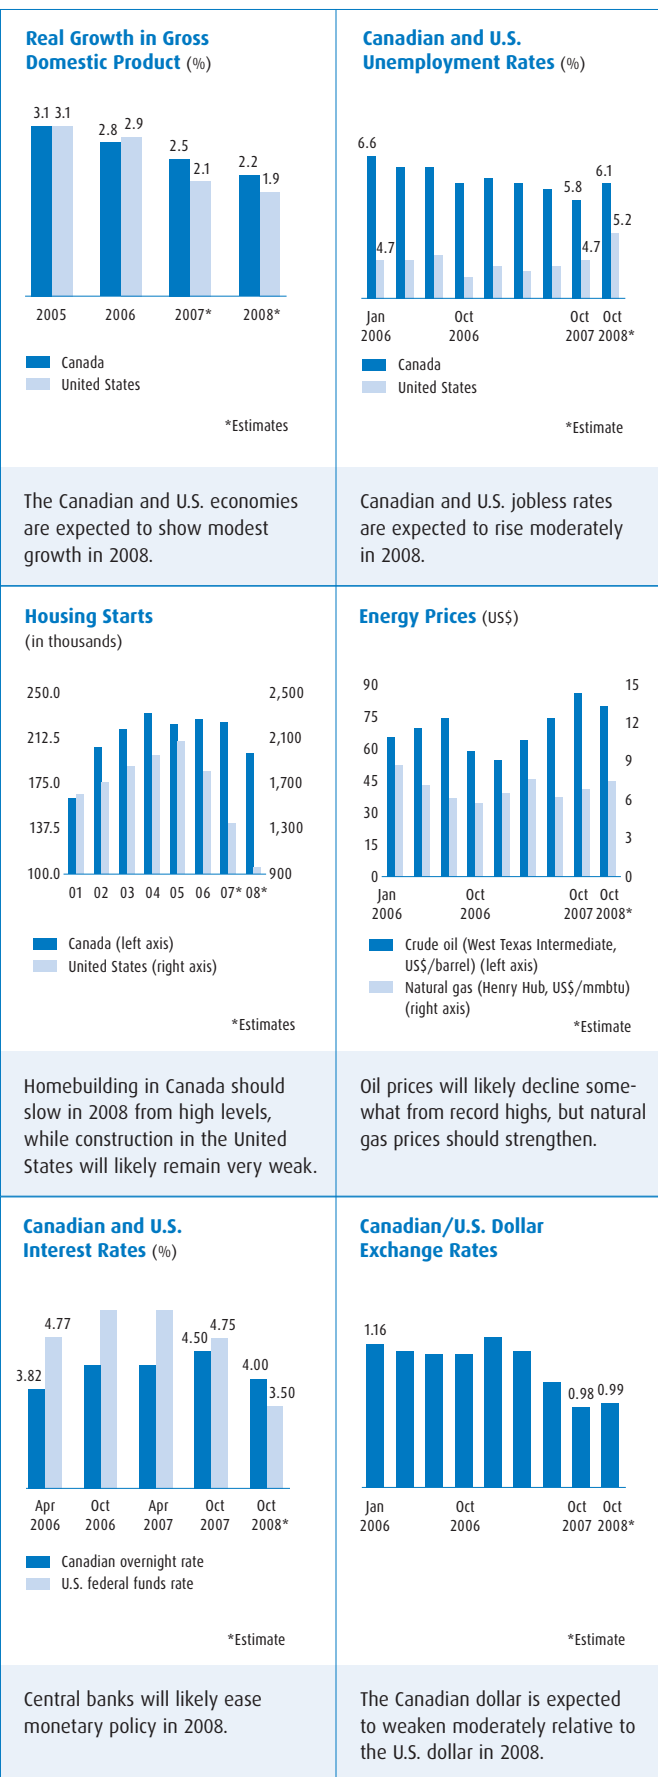 Real Growth in Gross
Domestic Product (%)
3.1 3.1
2.8 2.9
2.5
2.1
2.2
1.9
2005 2006 2007* 2008*
Canada
United States
*Estimates
The Canadian and U.S. economies
are expected to show modest
growth in 2008.
Canadian and U.S.
Unemployment Rates (%)
6.6
4.7
5.8
4.7
6.1
5.2
Jan Oct Oct Oct
2006 2006 2007 2008*
Canada
United States
*Estimate
Canadian and U.S. jobless rates
are expected to rise moderately
in 2008.
Housing Starts
(in thousands)
250.0 2,500
212.5 2,100
175.0 1,700
137.5 1,300
100.0 900
01 02 03 04 05 06 07* 08*
Canada (left axis)
United States (right axis)
*Estimates
Homebuilding in Canada should
slow in 2008 from high levels,
while construction in the United
States will likely remain very weak.
Energy Prices (US$)
90 15
75
12
60
9
45
6
30
3
15
0 0
Jan Oct Oct Oct
2006 2006 2007 2008*
Crude oil (West Texas Intermediate,
US$/barrel) (left axis)
Natural gas (Henry Hub, US$/mmbtu)
(right axis)
*Estimate
Oil prices will likely decline some-
what from record highs, but natural
gas prices should strengthen.
Canadian and U.S.
Interest Rates (%)
3.82
4.77
4.50 4.75
4.00
3.50
Apr Oct Apr Oct Oct
2006 2006 2007 2007 2008*
Canadian overnight rate
U.S. federal funds rate
*Estimate
Central banks will likely ease
monetary policy in 2008.
Canadian/U.S. Dollar
Exchange Rates
1.16
0.98 0.99
Jan Oct Oct Oct
2006 2006 2007 2008*
*Estimate
The Canadian dollar is expected
to weaken moderately relative to
the U.S. dollar in 2008.